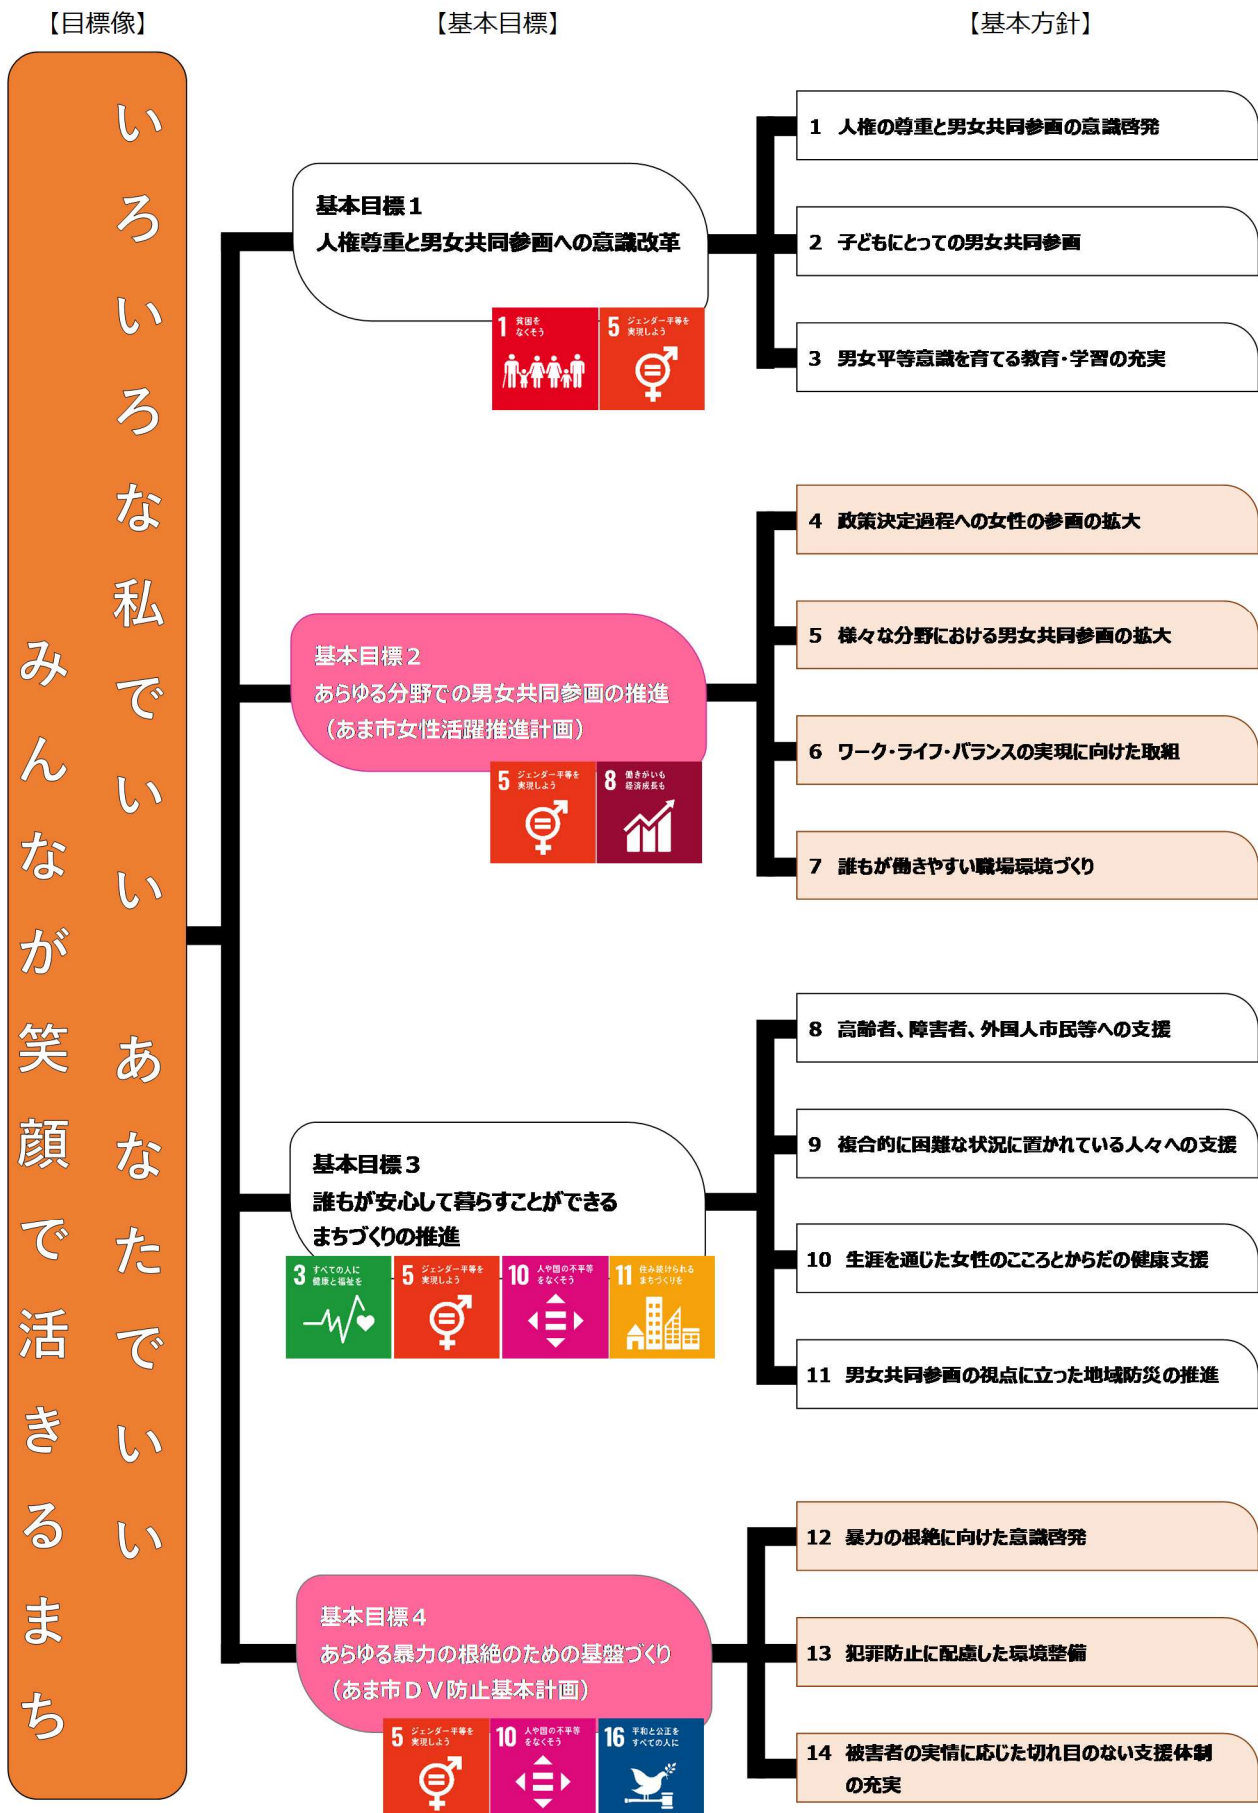 【目標像】
【基本目標】
【基本方針】
いろいろな私でいい　あなたでいい
みんなが笑顔で活きるまち
基本目標１
人権尊重と男女共同参画への意識改革
1 貧困を
なくそう
5 ジェンダー平等を
実現しよう
1 人権の尊重と男女共同参画の意識啓発
2 子どもにとっての男女共同参画
3 男女平等意識を育てる教育・学習の充実
基本目標２
あらゆる分野での男女共同参画の推進
（あま市女性活躍推進計画）
5 ジェンダー平等を
実現しよう
8 働きがいも
経済成長も
4 政策決定過程への女性の参画の拡大
5 様々な分野における男女共同参画の拡大
6 ワーク・ライフ・バランスの実現に向けた取組
7 誰もが働きやすい職場環境づくり
基本目標３
誰もが安心して暮らすことができる
まちづくりの推進
3 すべての人に
健康と福祉を
5 ジェンダー平等を
実現しよう
10 人や国の不平等
をなくそう
11 住み続けられる
まちづくりを
8 高齢者、障害者、外国人市民等への支援
9 複合的に困難な状況に置かれている人々への支援
10 生涯を通じた女性のこころとからだの健康支援
11 男女共同参画の視点に立った地域防災の推進
基本目標４
あらゆる暴力の根絶のための基盤づくり
（あま市ＤＶ防止基本計画）
5 ジェンダー平等を
実現しよう
10 人や国の不平等
をなくそう
16 平和と公正を
すべての人に
12 暴力の根絶に向けた意識啓発
13 犯罪防止に配慮した環境整備
14 被害者の実情に応じた切れ目のない支援体制
の充実